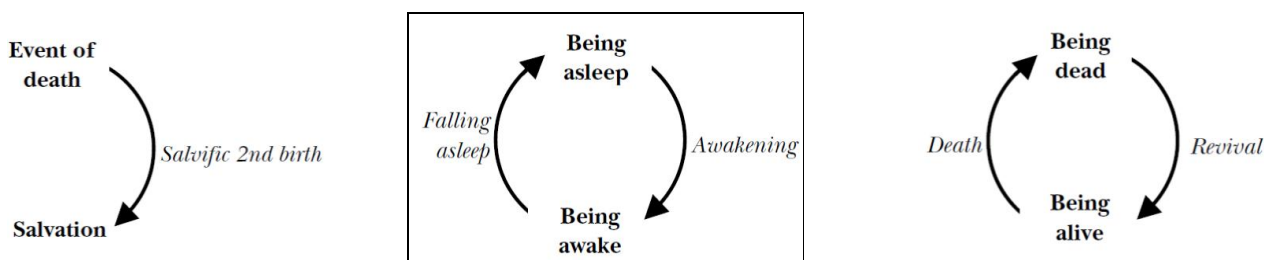 Event of
death
Salvific 2nd birth
Salvation
Being
asleep
Falling
asleep
Awakening
Being
awake
Being
dead
Death
Revival
Being
alive